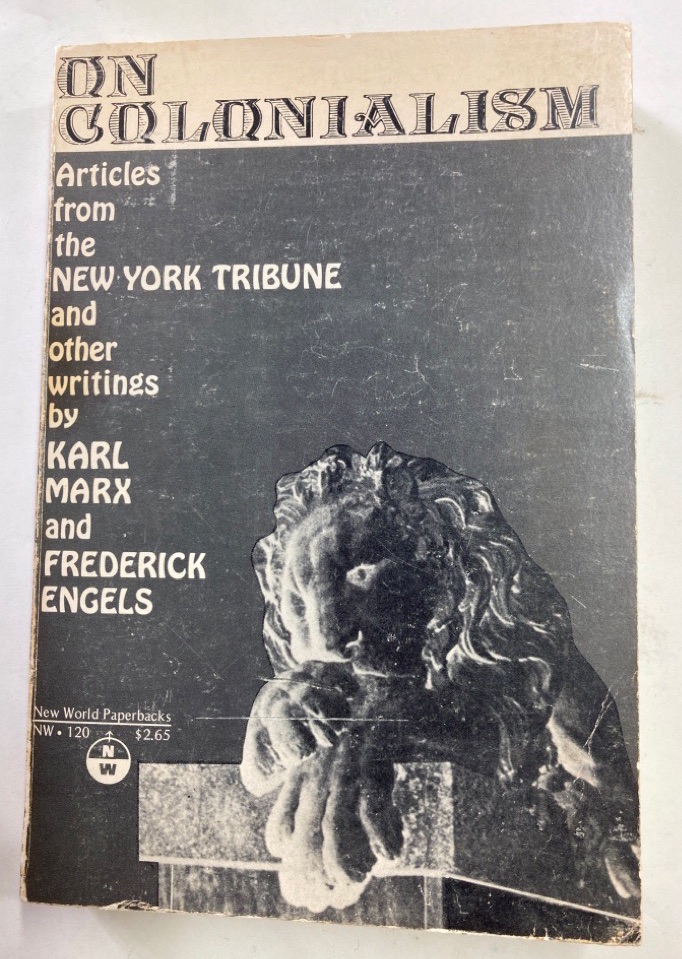 ON
COLONIALISM
Articles
from
the
NEW YORK TRIBUNE
and
other
writings
by
KARL
MARX
and
FREDERICK
ENGELS
New World Paperbacks
NW • 120 $2.65
N
W